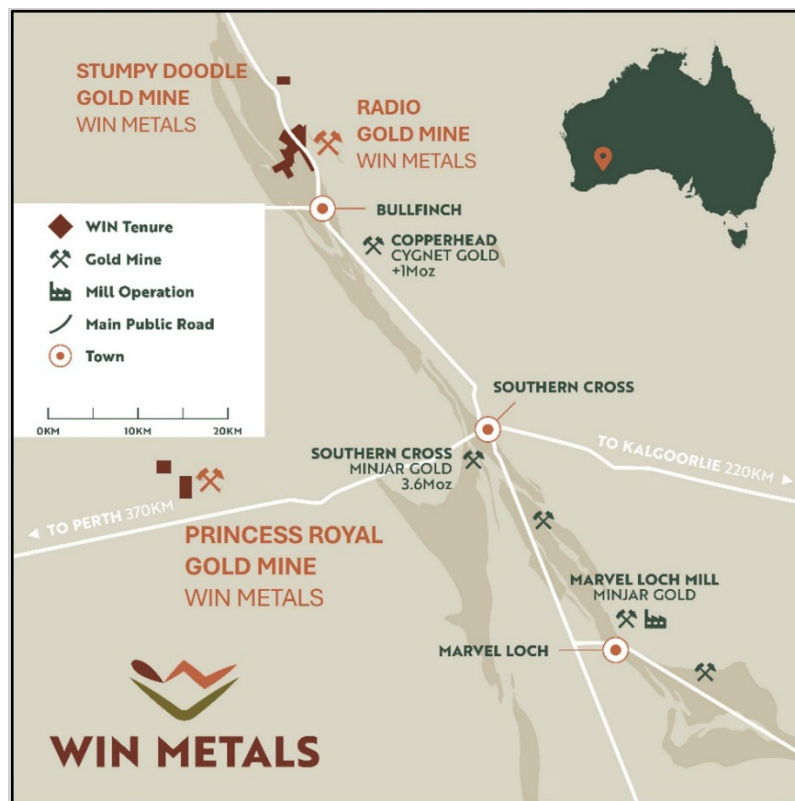 STUMPY DOODLE
GOLD MINE
WIN METALS
RADIO
GOLD MINE
WIN METALS
BULLFINCH
COPPERHEAD
CYGNET GOLD
+1Moz
WIN Tenure
Gold Mine
Mill Operation
Main Public Road
Town
0KM 10KM 20KM
SOUTHERN CROSS
SOUTHERN CROSS
MINJAR GOLD
3.6Moz
TO KALGOORLIE 220KM
TO PERTH 370KM
PRINCESS ROYAL
GOLD MINE
WIN METALS
MARVEL LOCH MILL
MINJAR GOLD
MARVEL LOCH
WIN METALS